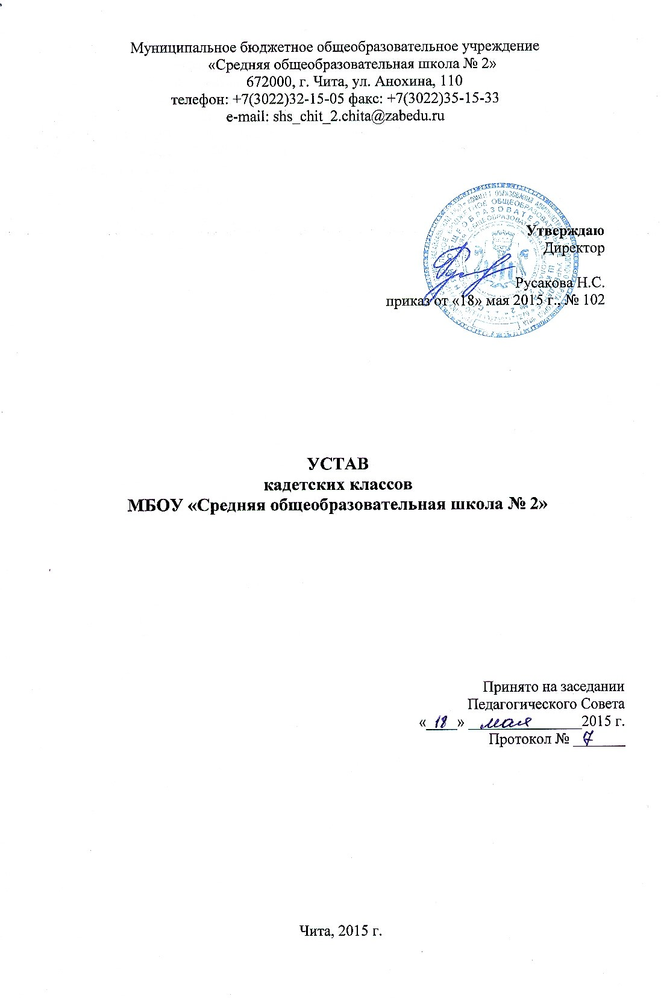 Муниципальное бюджетное общеобразовательное учреждение
«Средняя общеобразовательная школа № 2»
672000, г. Чита, ул. Анохина, 110
телефон: +7(3022)32-15-05 факс: +7(3022)35-15-33
e-mail: shs_chit_2.chita@zabedu.ru
Утверждаю
Директор
Русакова Н.С.
приказ от «18» мая 2015 г., № 102
УСТАВ
кадетских классов
МБОУ «Средняя общеобразовательная школа № 2»
Принято на заседании
Педагогического Совета
« 18 » мая 2015 г.
Протокол № 7
Чита, 2015 г.